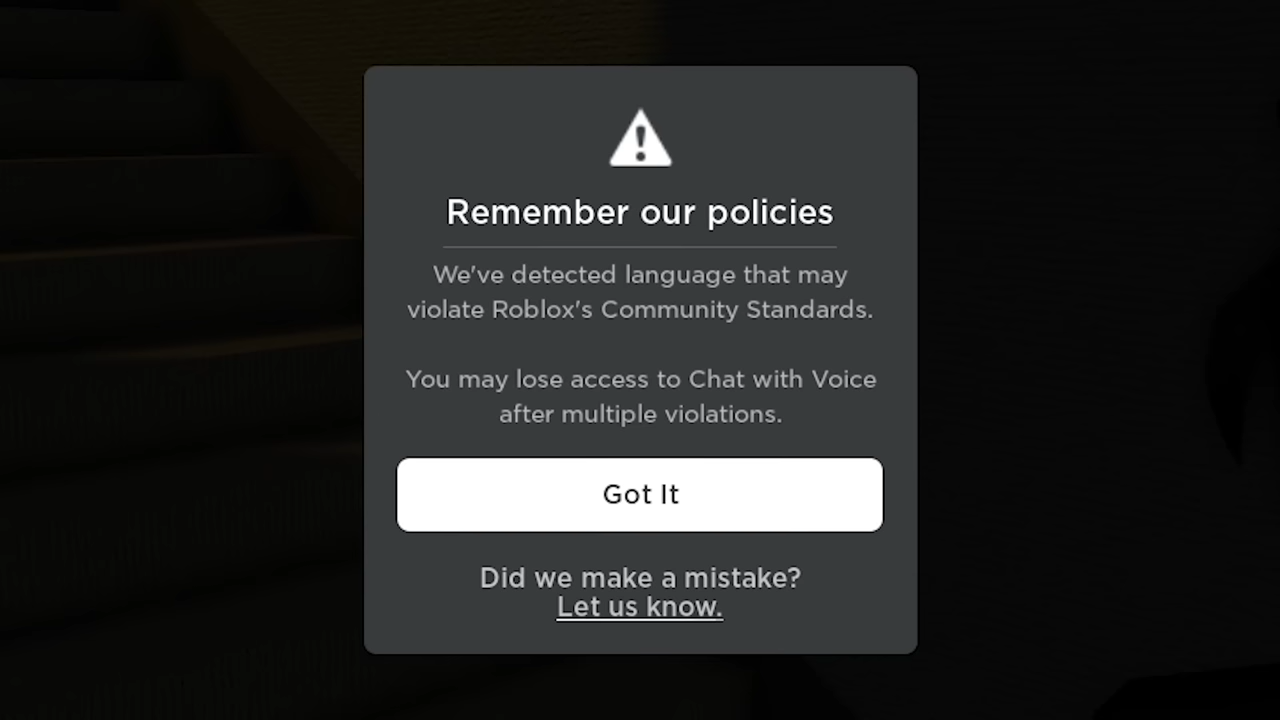 Remember our policies
We've detected language that may
violate Roblox's Community Standards.
You may lose access to Chat with Voice
after multiple violations.
Got It
Did we make a mistake?
Let us know.